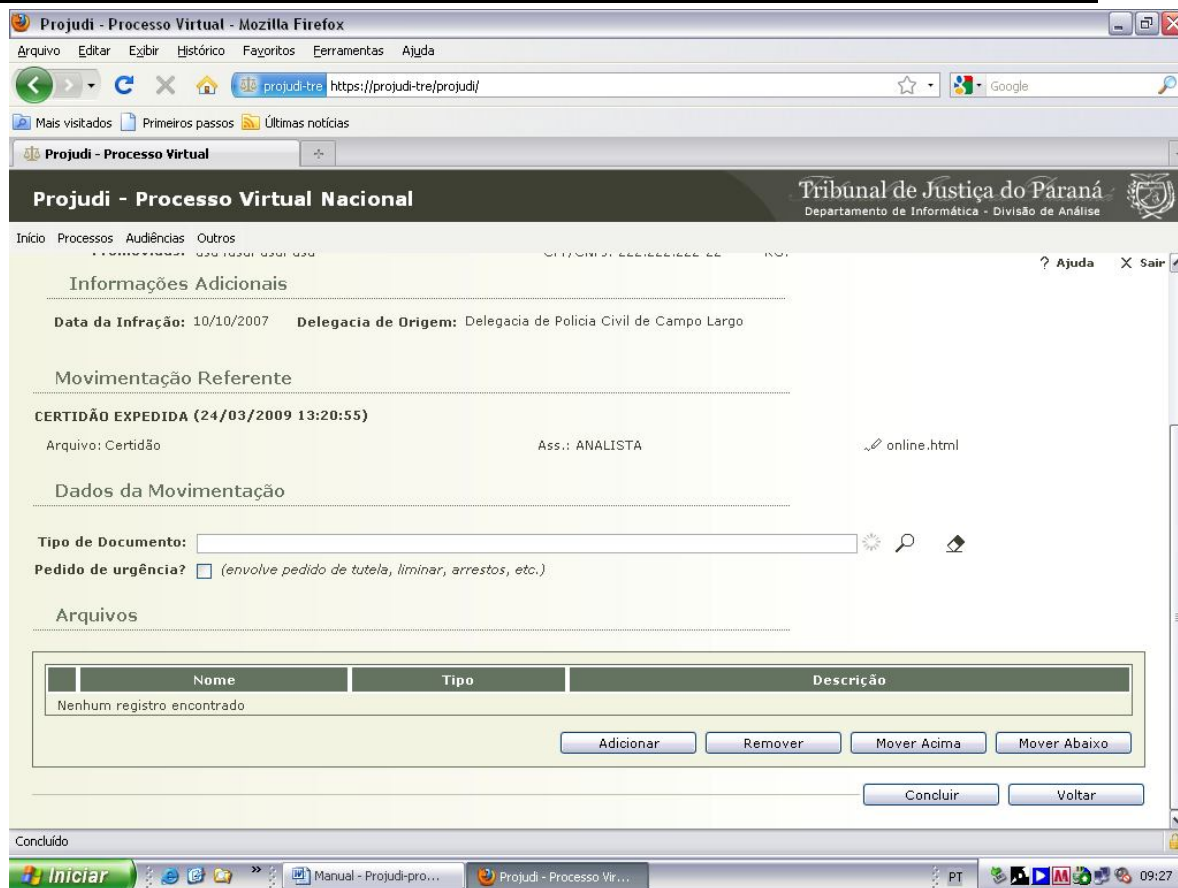 Projudi - Processo Virtual - Mozilla Firefox
Arquivo Editar Exibir Histórico Favoritos Ferramentas Ajuda
projudi-tre https://projudi-tre/projudi/ Google
Mais visitados Primeiros passos Últimas notícias
Projudi - Processo Virtual
Projudi - Processo Virtual Nacional
Tribunal de Justiça do Paraná
Departamento de Informática - Divisão de Análise
Início Processos Audiências Outros
? Ajuda X Sair
Informações Adicionais
Data da Infração: 10/10/2007 Delegacia de Origem: Delegacia de Policia Civil de Campo Largo
Movimentação Referente
CERTIDÃO EXPEDIDA (24/03/2009 13:20:55)
Arquivo: Certidão Ass.: ANALISTA online.html
Dados da Movimentação
Tipo de Documento:
Pedido de urgência? (envolve pedido de tutela, liminar, arrestos, etc.)
Arquivos
Nome Tipo Descrição
Nenhum registro encontrado
Adicionar Remover Mover Acima Mover Abaixo
Concluir Voltar
Concluído
Iniciar » Manual - Projudi-pro... Projudi - Processo Vir... PT 09:27